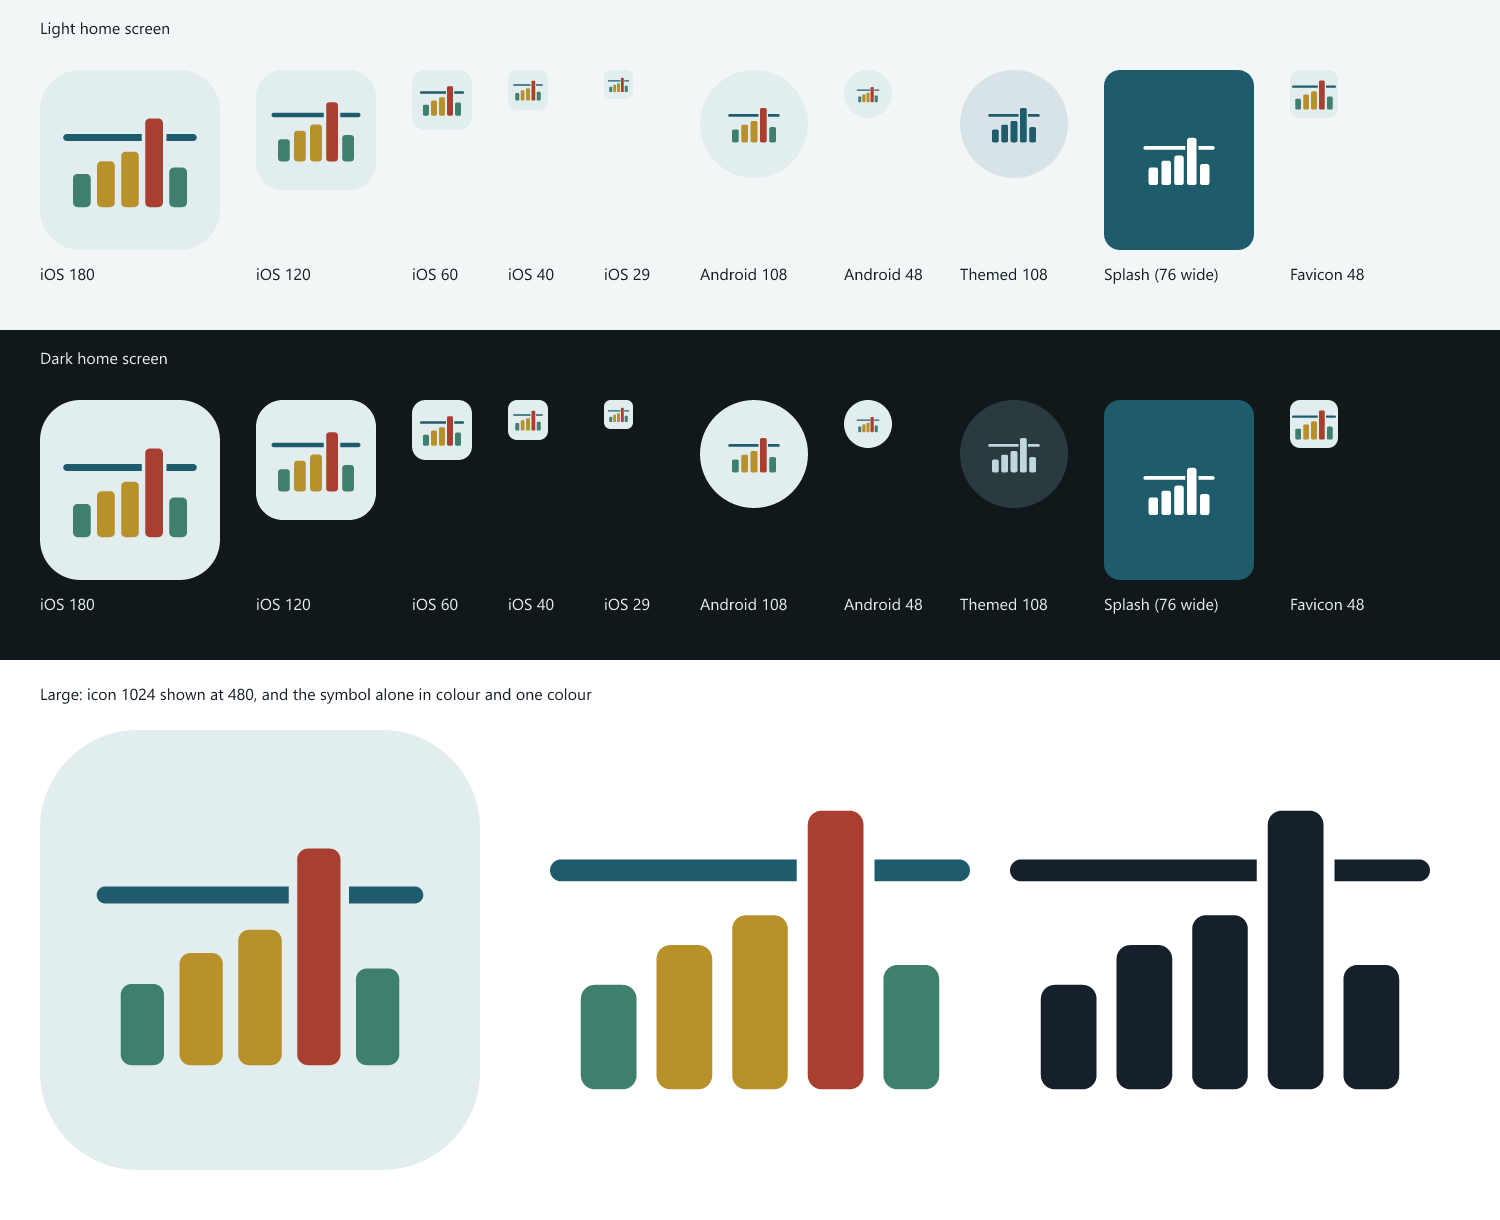 Light home screen
iOS 180 iOS 120 iOS 60 iOS 40 iOS 29 Android 108 Android 48 Themed 108 Splash (76 wide) Favicon 48
Dark home screen
iOS 180 iOS 120 iOS 60 iOS 40 iOS 29 Android 108 Android 48 Themed 108 Splash (76 wide) Favicon 48
Large: icon 1024 shown at 480, and the symbol alone in colour and one colour